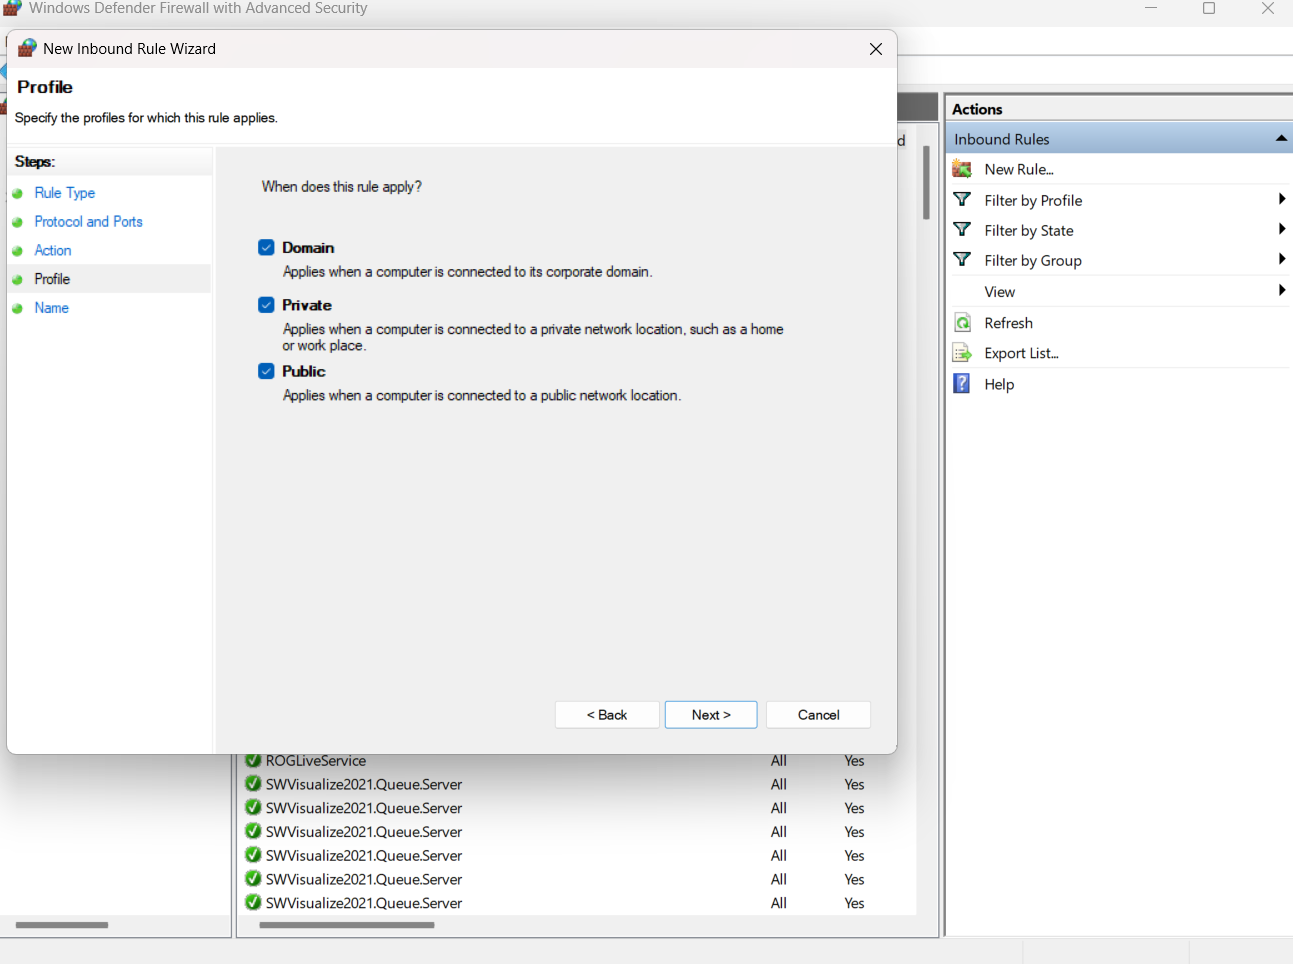 Windows Defender Firewall with Advanced Security
New Inbound Rule Wizard
Profile
Specify the profiles for which this rule applies.
Steps:
Rule Type
Protocol and Ports
Action
Profile
Name
When does this rule apply?
Domain
Applies when a computer is connected to its corporate domain.
Private
Applies when a computer is connected to a private network location, such as a home
or work place.
Public
Applies when a computer is connected to a public network location.
< Back
Next >
Cancel
d
ROGLiveService All Yes
SWVisualize2021.Queue.Server All Yes
SWVisualize2021.Queue.Server All Yes
SWVisualize2021.Queue.Server All Yes
SWVisualize2021.Queue.Server All Yes
SWVisualize2021.Queue.Server All Yes
SWVisualize2021.Queue.Server All Yes
Actions
Inbound Rules
New Rule...
Filter by Profile
Filter by State
Filter by Group
View
Refresh
Export List...
Help